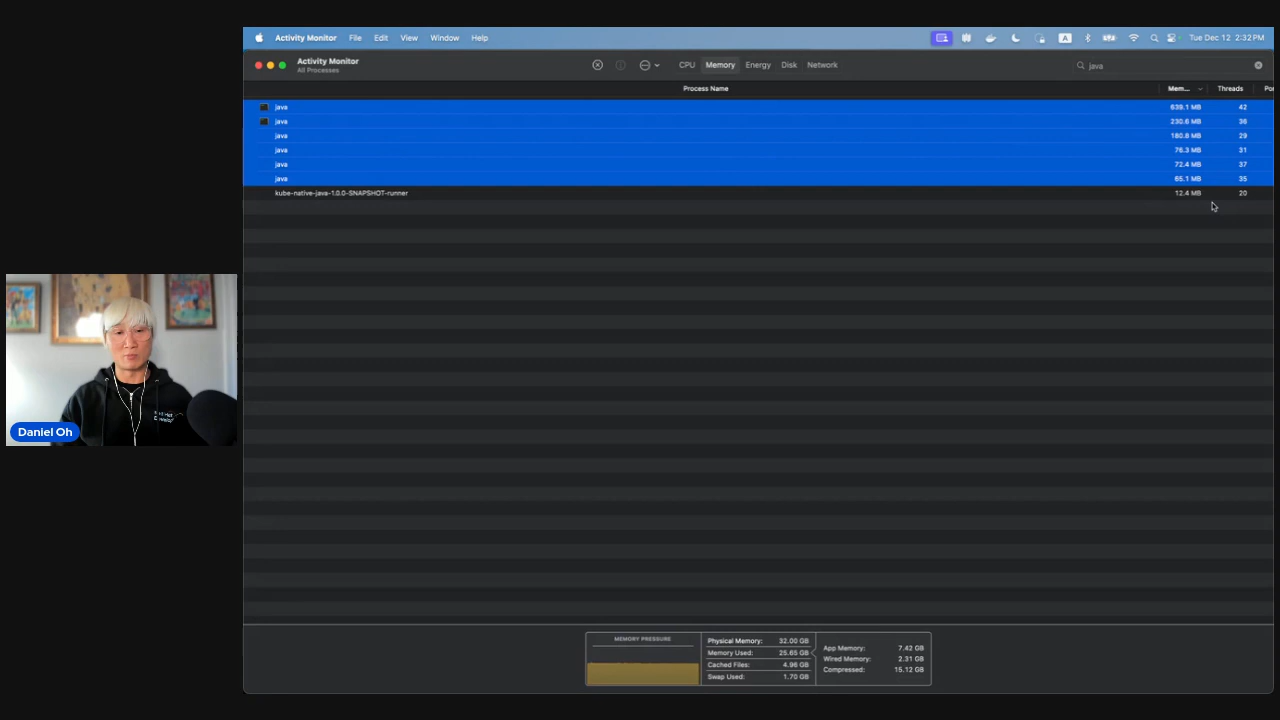 Activity Monitor File Edit View Window Help A Tue Dec 12 2:32 PM
Activity Monitor
All Processes
CPU Memory Energy Disk Network
java
Process Name Mem... Threads
java 639.1 MB 42
java 230.6 MB 36
java 180.8 MB 29
java 76.3 MB 31
java 72.4 MB 37
java 65.1 MB 35
kube-native-java-1.0.0-SNAPSHOT-runner 12.4 MB 20
Daniel Oh
MEMORY PRESSURE
Physical Memory: 32.00 GB
Memory Used: 25.65 GB
Cached Files: 4.96 GB
Swap Used: 1.70 GB
App Memory: 7.42 GB
Wired Memory: 2.31 GB
Compressed: 15.12 GB